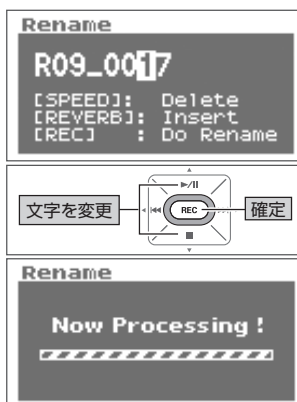 Rename
R09_0017
[SPEED]: Delete
[REVERB]: Insert
[REC] : Do Rename
文字を変更
REC
確定
Rename
Now Processing !